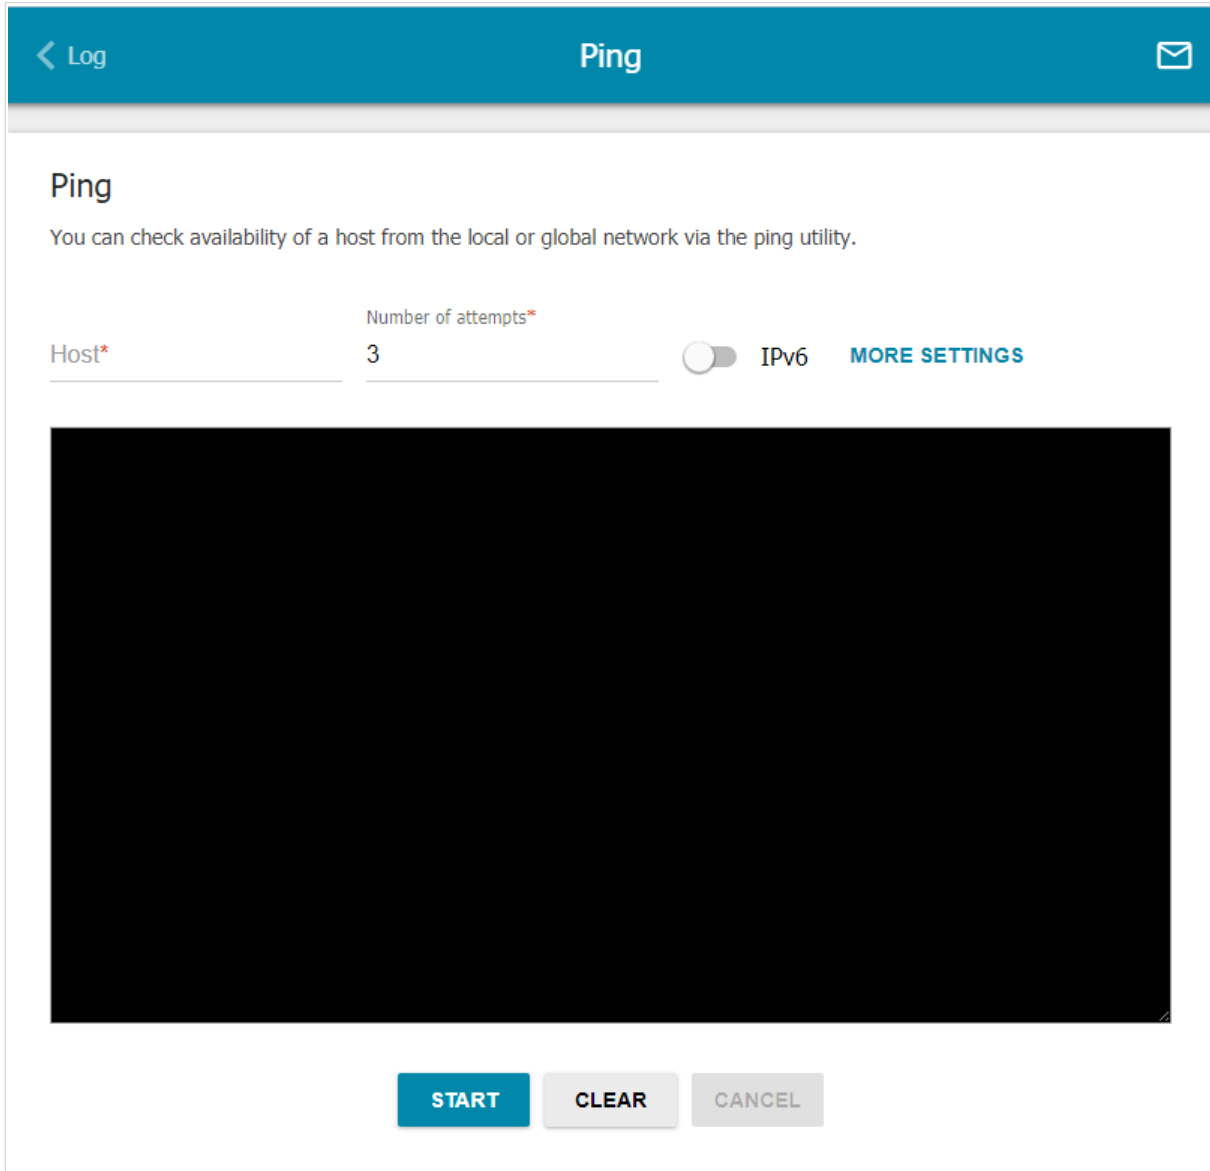 Log
Ping
Ping
You can check availability of a host from the local or global network via the ping utility.
Number of attempts*
Host*
3
IPv6
MORE SETTINGS
START
CLEAR
CANCEL